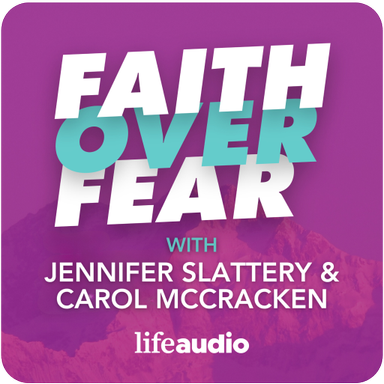 FAITH
OVER
FEAR
WITH
JENNIFER SLATTERY &
CAROL MCCRACKEN
lifeaudio